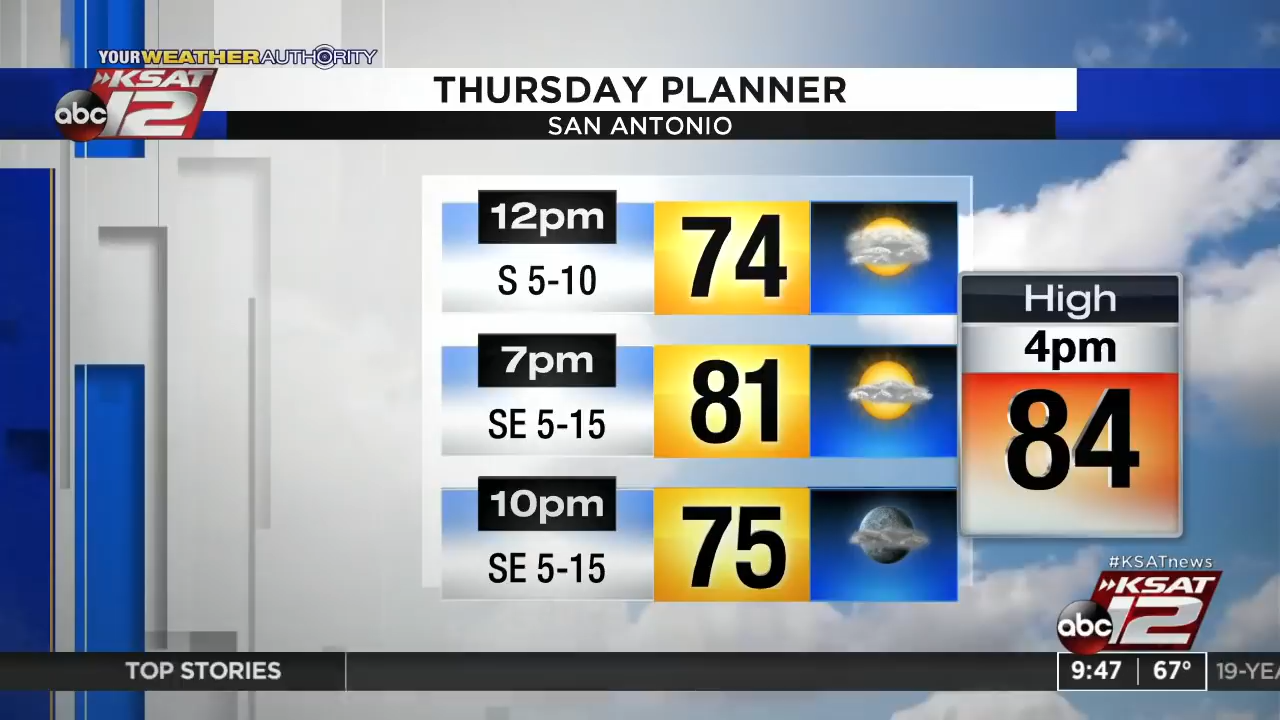 YOURWEATHERAUTHORITY
KSAT
abc 12
THURSDAY PLANNER
SAN ANTONIO
12pm
S 5-10
74
7pm
SE 5-15
81
10pm
SE 5-15
75
High
4pm
84
#KSATnews
KSAT
abc 12
TOP STORIES
9:47 67° 19-YEA